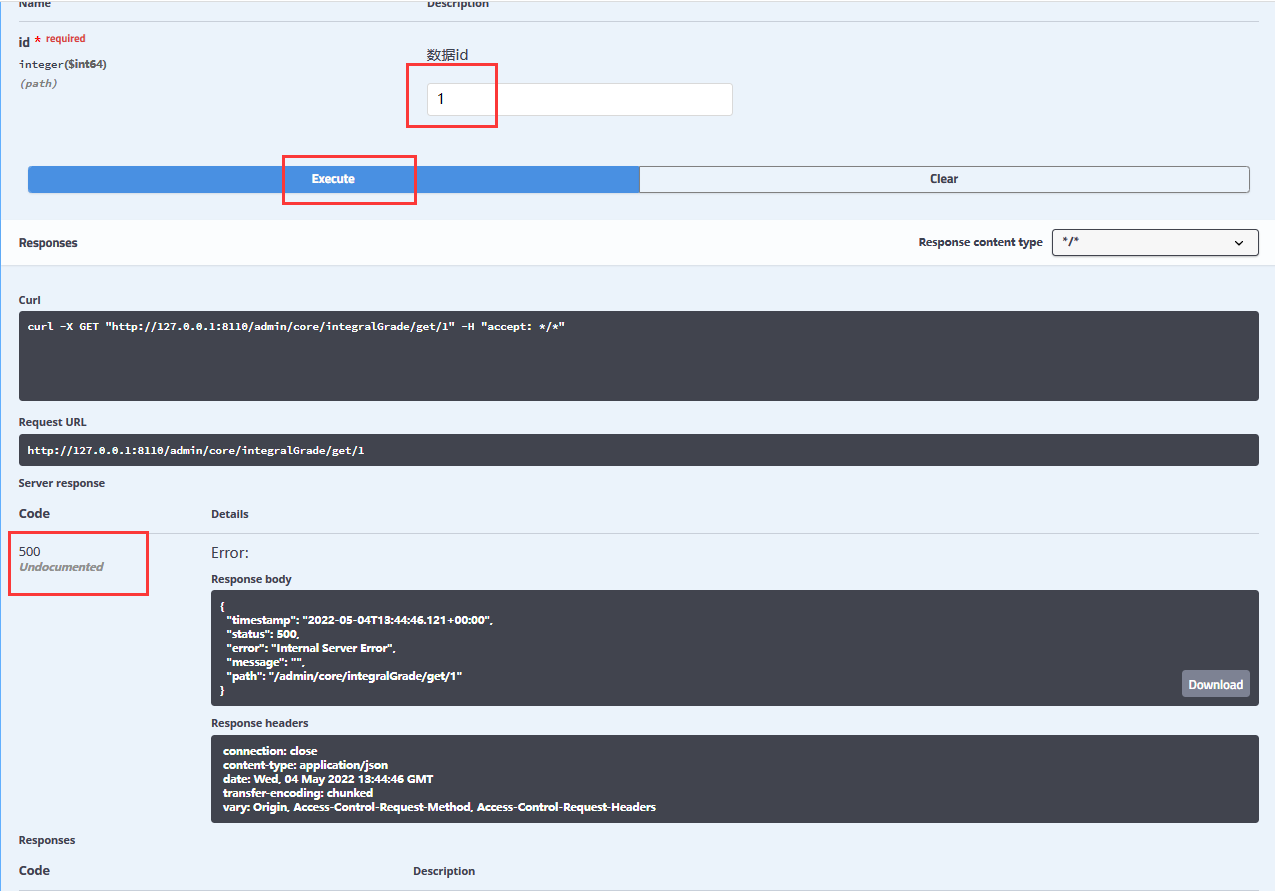 Name Description
id * required
integer($int64)
(path)
数据id
1
Execute Clear
Responses Response content type */*
Curl
curl -X GET "http://127.0.0.1:8110/admin/core/integralGrade/get/1" -H "accept: */*"
Request URL
http://127.0.0.1:8110/admin/core/integralGrade/get/1
Server response
Code Details
500
Undocumented
Error:
Response body
{
"timestamp": "2022-05-04T13:44:46.121+00:00",
"status": 500,
"error": "Internal Server Error",
"message": "",
"path": "/admin/core/integralGrade/get/1"
}
Download
Response headers
connection: close
content-type: application/json
date: Wed, 04 May 2022 13:44:46 GMT
transfer-encoding: chunked
vary: Origin, Access-Control-Request-Method, Access-Control-Request-Headers
Responses
Code Description